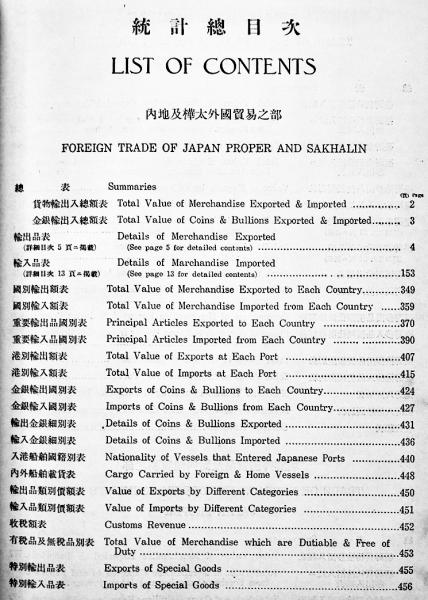 統計總目次
LIST OF CONTENTS
內地及樺太外國貿易之部
FOREIGN TRADE OF JAPAN PROPER AND SAKHALIN
總表 Summaries
(頁) Page
貨物輸出入總額表 Total Value of Merchandise Exported & Imported 2
金銀輸出入總額表 Total Value of Coins & Bullions Exported & Imported 3
輸出品表 Details of Merchandise Exported
(詳細目次 5 頁ニ揭載) (See page 5 for detailed contents) 4
輸入品表 Details of Marchandise Imported
(詳細目次 13 頁ニ揭載) (See page 13 for detailed contents) 153
國別輸出額表 Total Value of Merchandise Exported to Each Country 349
國別輸入額表 Total Value of Merchandise Imported from Each Country 359
重要輸出品國別表 Principal Articles Exported to Each Country 370
重要輸入品國別表 Principal Articles Imported from Each Country 390
港別輸出額表 Total Value of Exports at Each Port 407
港別輸入額表 Total Value of Imports at Each Port 415
金銀輸出國別表 Exports of Coins & Bullions to Each Country 424
金銀輸入國別表 Imports of Coins & Bullions from Each Country 427
輸出金銀細別表 Details of Coins & Bullions Exported 431
輸入金銀細別表 Details of Coins & Bullions Imported 436
入港船舶國籍別表 Nationality of Vessels that Entered Japanese Ports 440
內外船舶載貨表 Cargo Carried by Foreign & Home Vessels 448
輸出品類別價額表 Value of Exports by Different Categories 450
輸入品類別價額表 Value of Imports by Different Categories 451
收稅額表 Customs Revenue 452
有稅品及無稅品別表 Total Value of Merchandise which are Dutiable & Free of
Duty 453
特別輸出品表 Exports of Special Goods 455
特別輸入品表 Imports of Special Goods 456